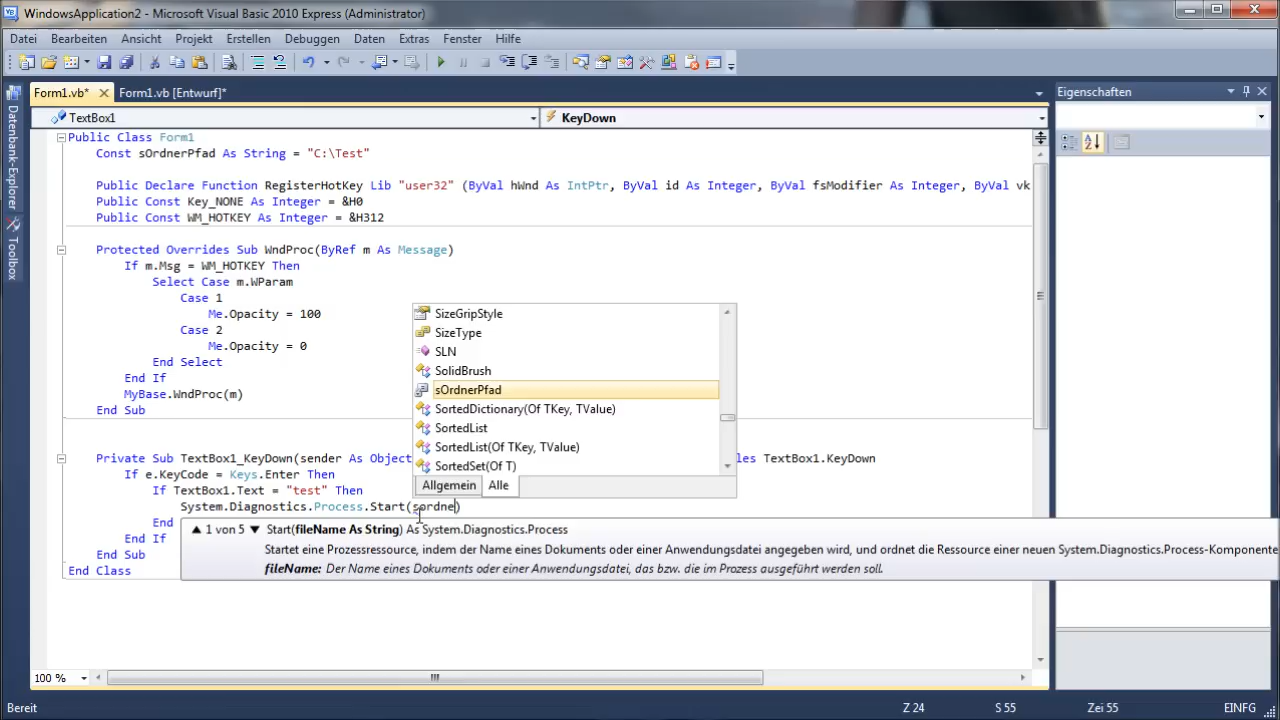 WindowsApplication2 - Microsoft Visual Basic 2010 Express (Administrator)
Datei Bearbeiten Ansicht Projekt Erstellen Debuggen Daten Extras Fenster Hilfe
Form1.vb* Form1.vb [Entwurf]*
Eigenschaften
TextBox1 KeyDown
Datenbank-Explorer
Toolbox
Public Class Form1
Const sOrdnerPfad As String = "C:\Test"
Public Declare Function RegisterHotKey Lib "user32" (ByVal hWnd As IntPtr, ByVal id As Integer, ByVal fsModifier As Integer, ByVal vk
Public Const Key_NONE As Integer = &H0
Public Const WM_HOTKEY As Integer = &H312
Protected Overrides Sub WndProc(ByRef m As Message)
If m.Msg = WM_HOTKEY Then
Select Case m.WParam
Case 1
Me.Opacity = 100
Case 2
Me.Opacity = 0
End Select
End If
MyBase.WndProc(m)
End Sub
SizeGripStyle
SizeType
SLN
SolidBrush
sOrdnerPfad
SortedDictionary(Of TKey, TValue)
SortedList
SortedList(Of TKey, TValue)
SortedSet(Of T)
Allgemein Alle
Private Sub TextBox1_KeyDown(sender As Object les TextBox1.KeyDown
If e.KeyCode = Keys.Enter Then
If TextBox1.Text = "test" Then
System.Diagnostics.Process.Start(sordne)
End
End If
End Sub
End Class
1 von 5 Start(fileName As String) As System.Diagnostics.Process
Startet eine Prozessressource, indem der Name eines Dokuments oder einer Anwendungsdatei angegeben wird, und ordnet die Ressource einer neuen System.Diagnostics.Process-Komponente
fileName: Der Name eines Dokuments oder einer Anwendungsdatei, das bzw. die im Prozess ausgeführt werden soll.
100 %
Bereit Z 24 S 55 Zei 55 EINFG